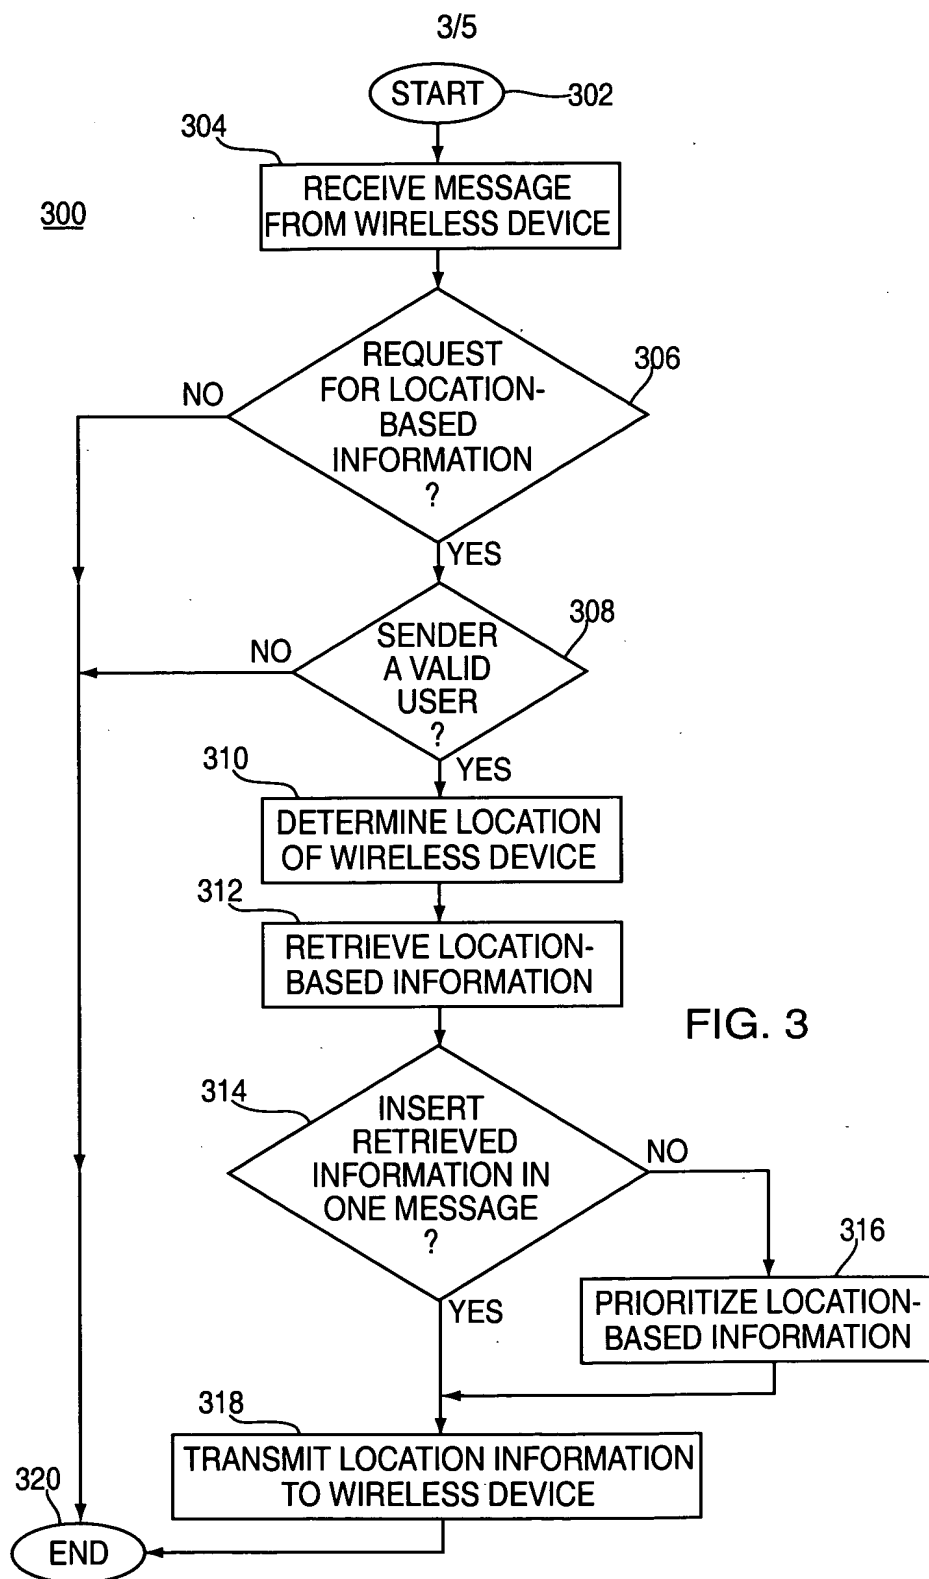 3/5
START
302
304
RECEIVE MESSAGE
FROM WIRELESS DEVICE
300
REQUEST
FOR LOCATION-
BASED
INFORMATION
?
306
NO
YES
SENDER
A VALID
USER
?
308
NO
YES
310
DETERMINE LOCATION
OF WIRELESS DEVICE
312
RETRIEVE LOCATION-
BASED INFORMATION
FIG. 3
314
INSERT
RETRIEVED
INFORMATION IN
ONE MESSAGE
?
NO
YES
316
PRIORITIZE LOCATION-
BASED INFORMATION
318
TRANSMIT LOCATION INFORMATION
TO WIRELESS DEVICE
320
END